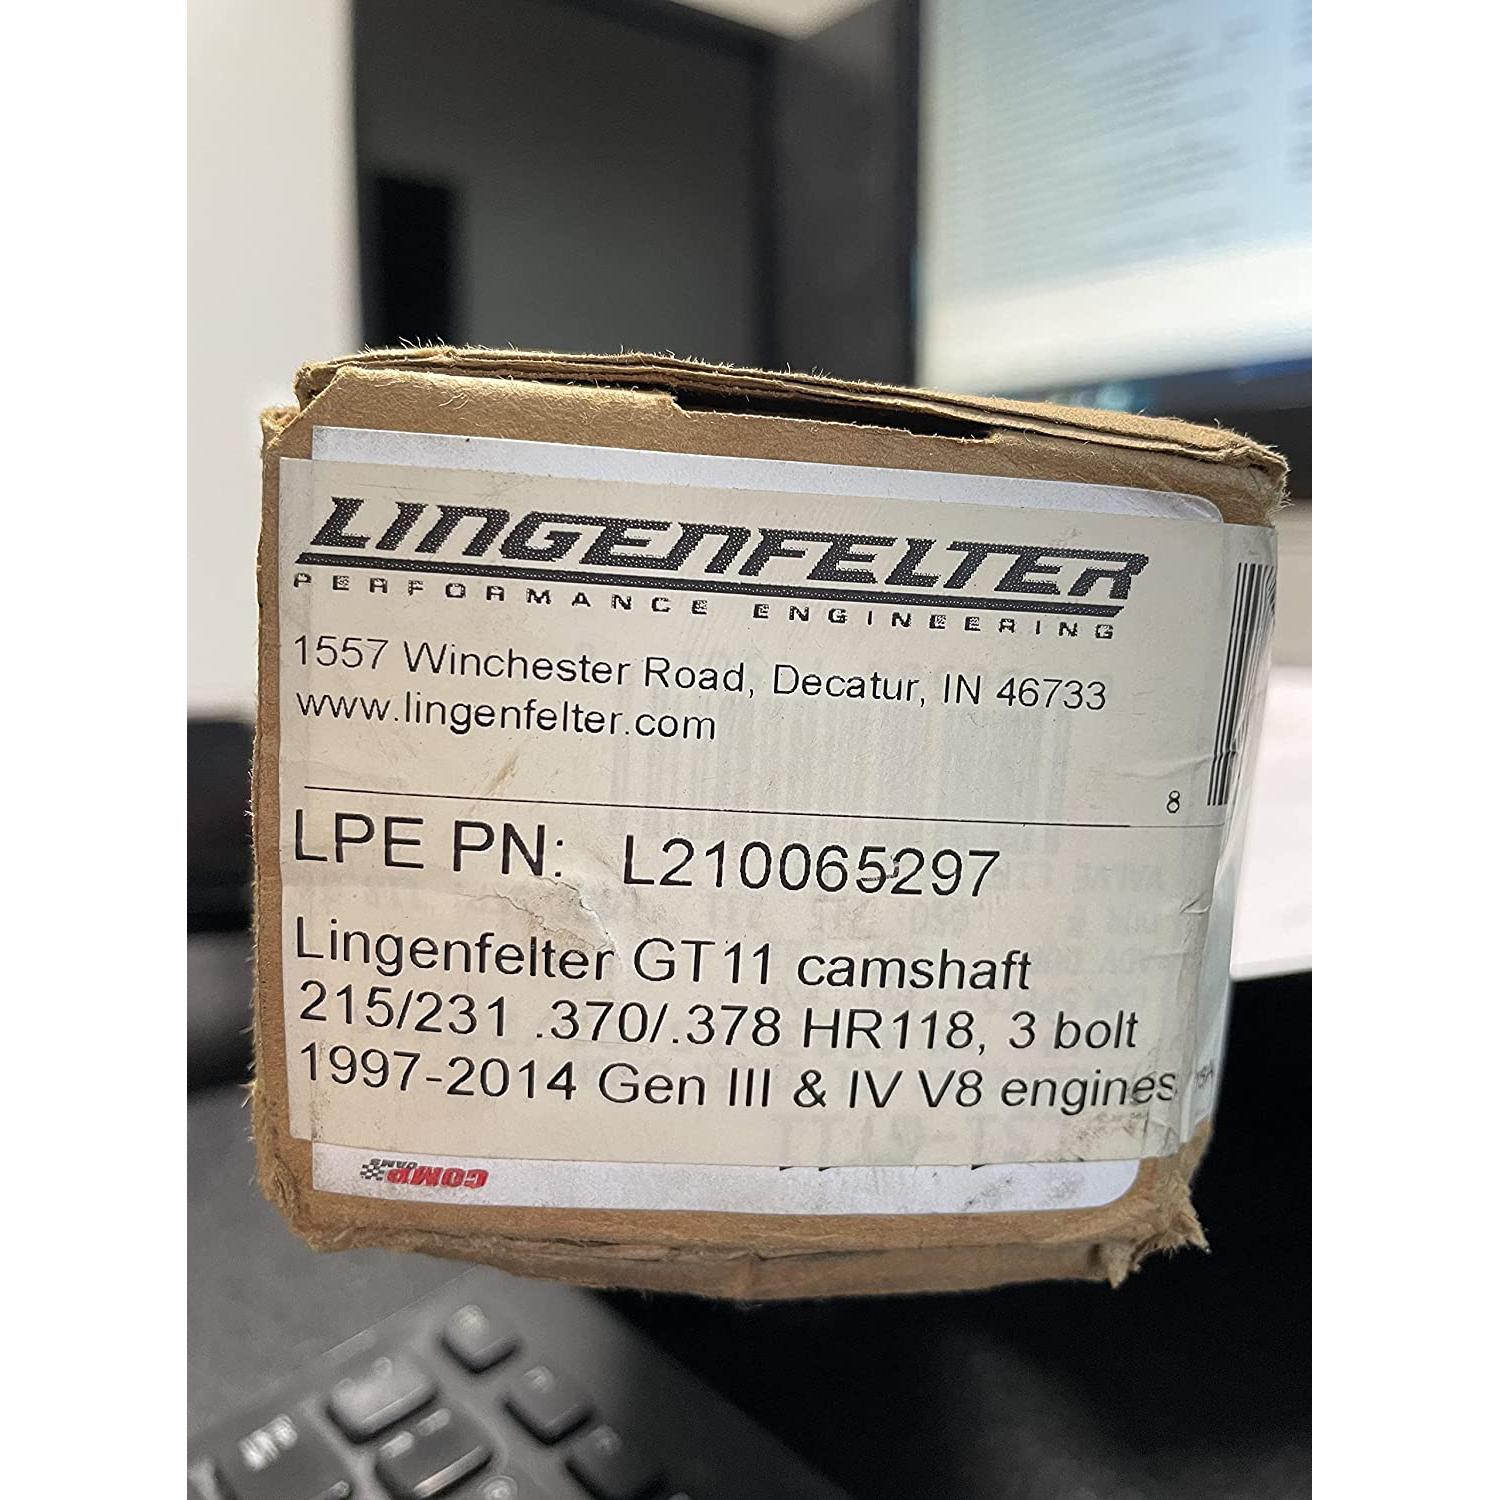 LINGENFELTER
PERFORMANCE ENGINEERING
1557 Winchester Road, Decatur, IN 46733
www.lingenfelter.com
8
LPE PN: L210065297
Lingenfelter GT11 camshaft
215/231 .370/.378 HR118, 3 bolt
1997-2014 Gen III & IV V8 engines
COMP CAMS